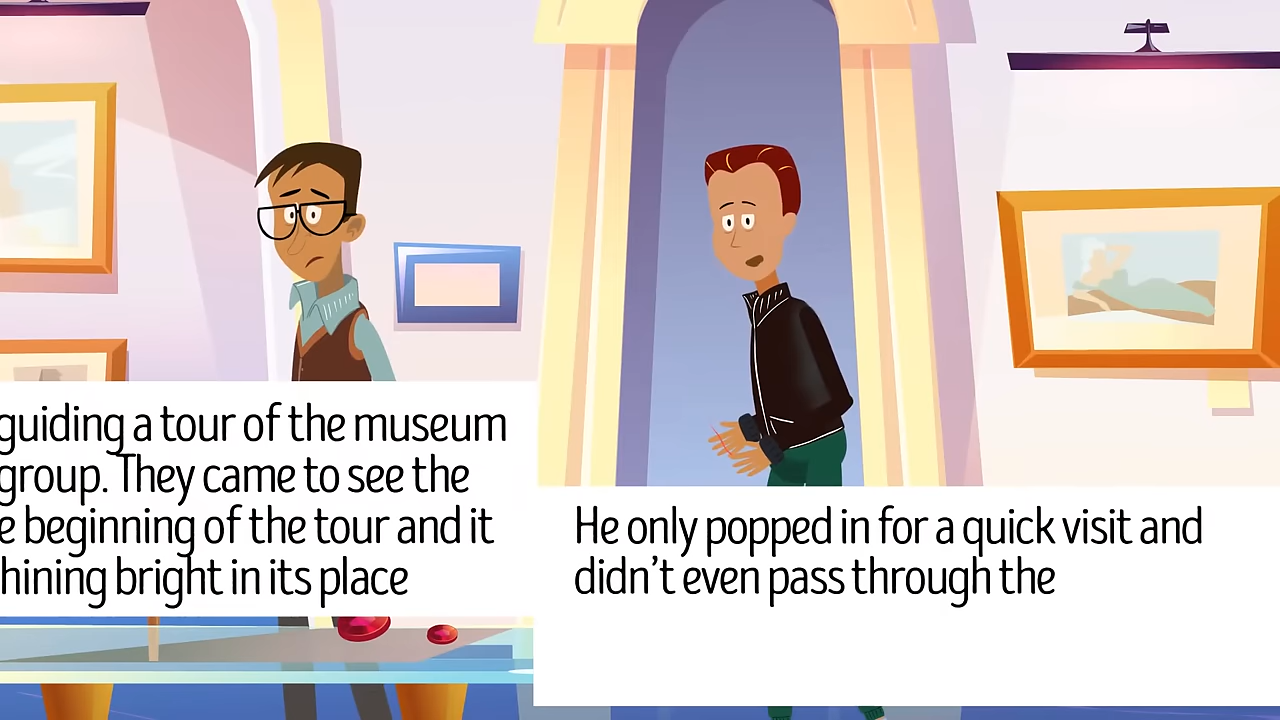 guiding a tour of the museum
group. They came to see the
beginning of the tour and it
bright in its place
He only popped in for a quick visit and
didn't even pass through the